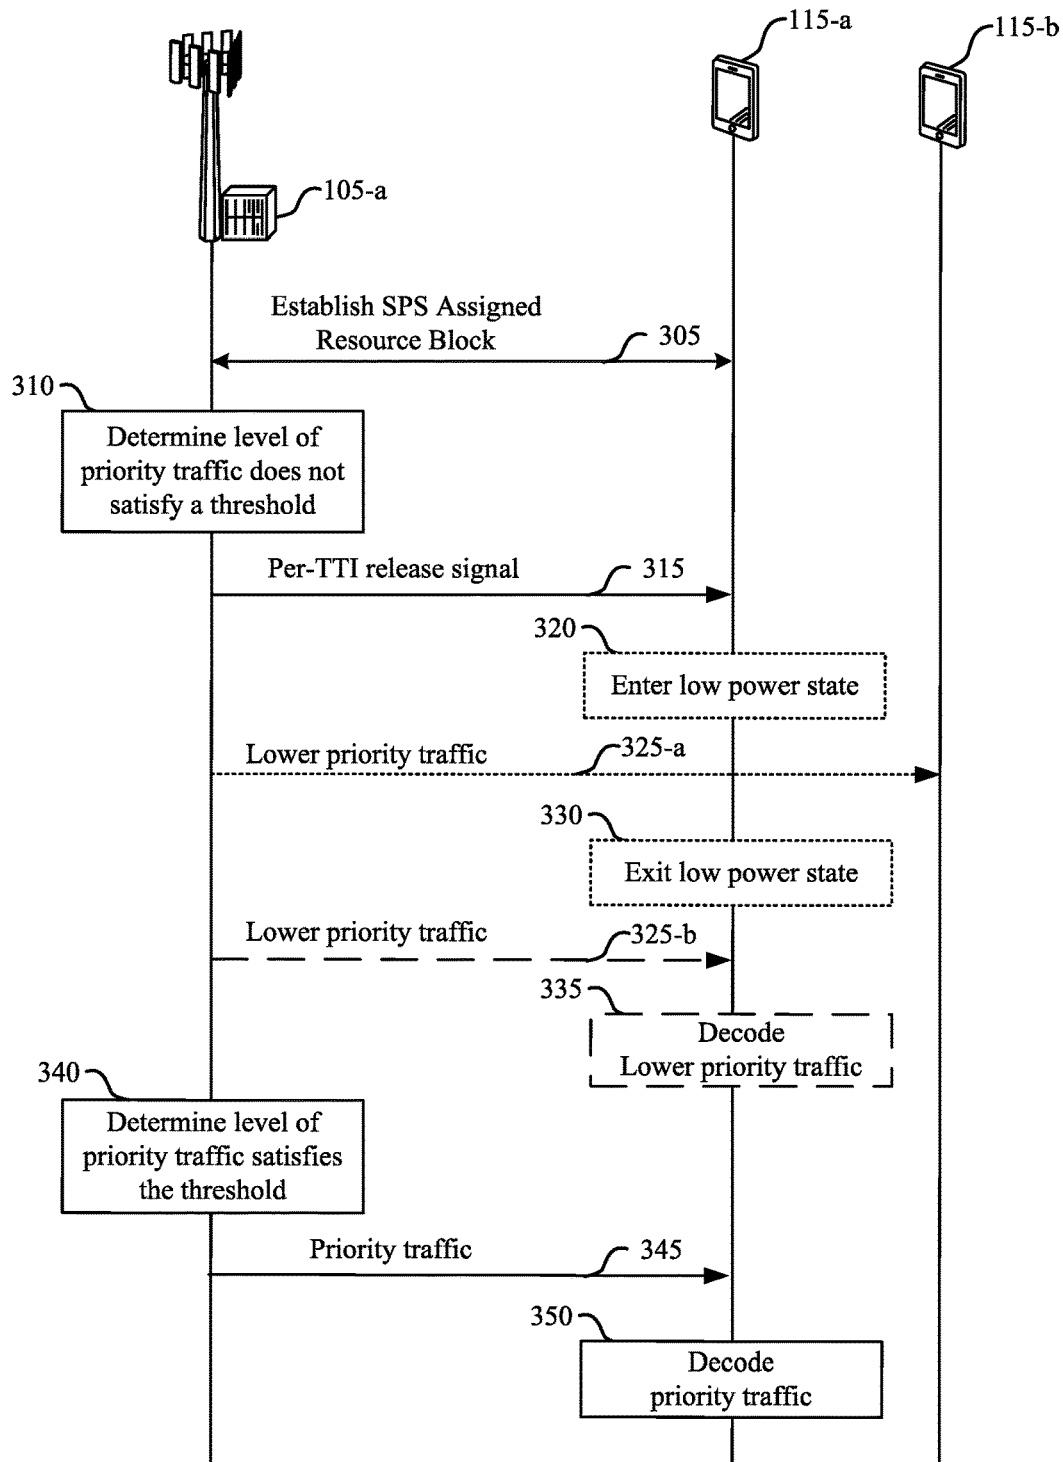 115-a
115-b
105-a
Establish SPS Assigned
Resource Block
305
310
Determine level of
priority traffic does not
satisfy a threshold
Per-TTI release signal
315
320
Enter low power state
Lower priority traffic
325-a
330
Exit low power state
Lower priority traffic
325-b
335
Decode
Lower priority traffic
340
Determine level of
priority traffic satisfies
the threshold
Priority traffic
345
350
Decode
priority traffic